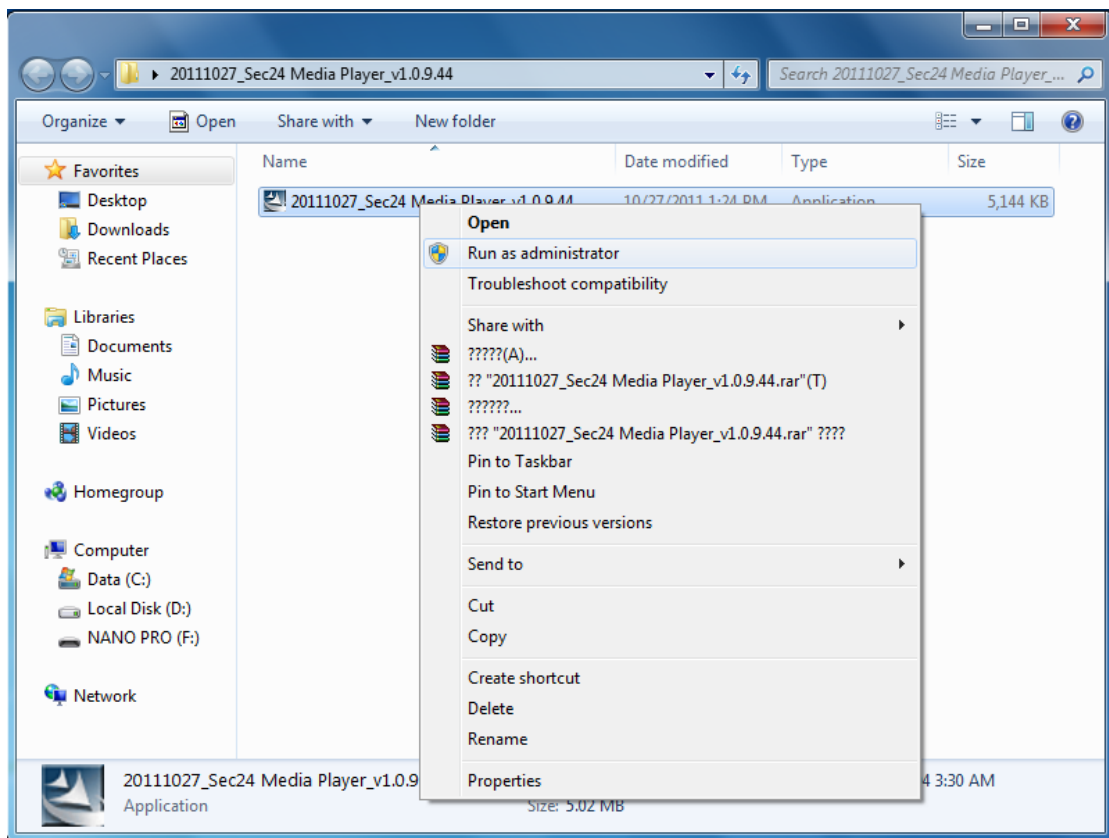 20111027_Sec24 Media Player_v1.0.9.44
Search 20111027_Sec24 Media Player_...
Organize Open Share with New folder
Name Date modified Type Size
20111027_Sec24 Media Player_v1.0.9.44 10/27/2011 1:24 PM Application 5,144 KB
Favorites
Desktop
Downloads
Recent Places
Libraries
Documents
Music
Pictures
Videos
Homegroup
Computer
Data (C:)
Local Disk (D:)
NANO PRO (F:)
Network
Open
Run as administrator
Troubleshoot compatibility
Share with
?????(A)...
?? "20111027_Sec24 Media Player_v1.0.9.44.rar"(T)
??????...
??? "20111027_Sec24 Media Player_v1.0.9.44.rar" ????
Pin to Taskbar
Pin to Start Menu
Restore previous versions
Send to
Cut
Copy
Create shortcut
Delete
Rename
Properties
20111027_Sec24 Media Player_v1.0.9 4 3:30 AM
Application Size: 5.02 MB